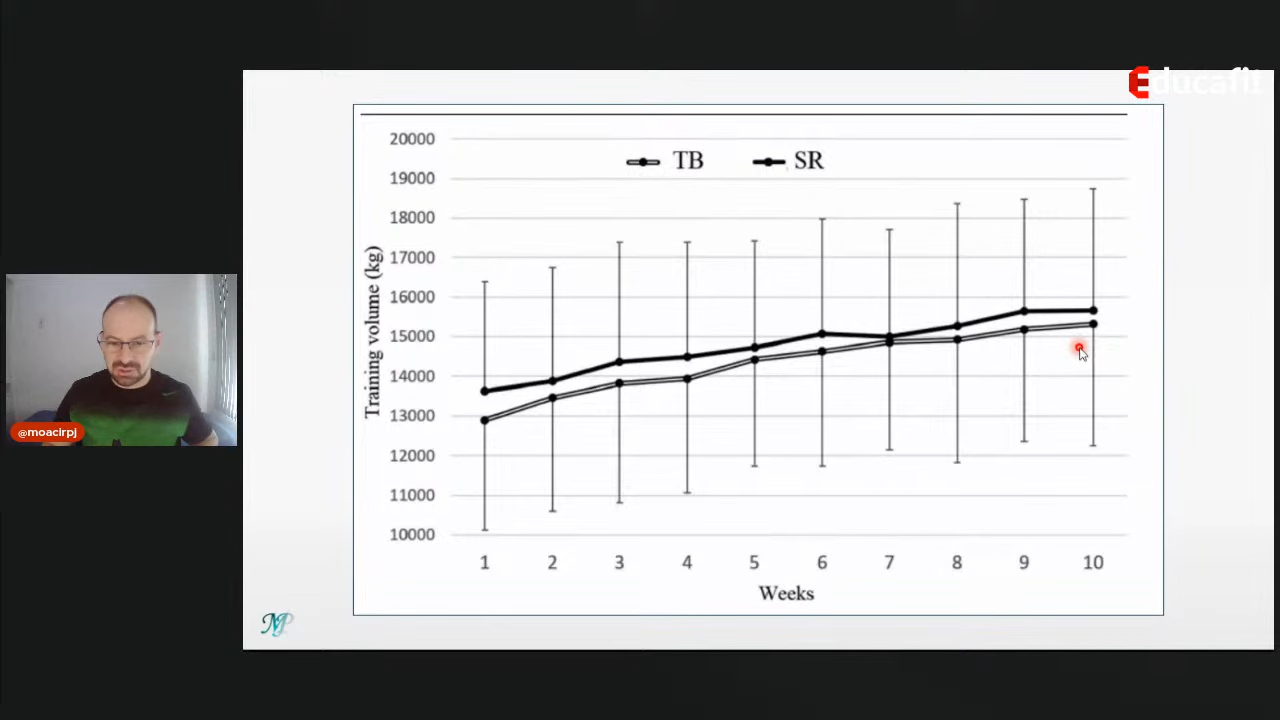 Educafit
20000
TB SR
19000
18000
17000
16000
15000
14000
13000
12000
11000
10000
Training volume (kg)
1 2 3 4 5 6 7 8 9 10
Weeks
@moacirpj
MP